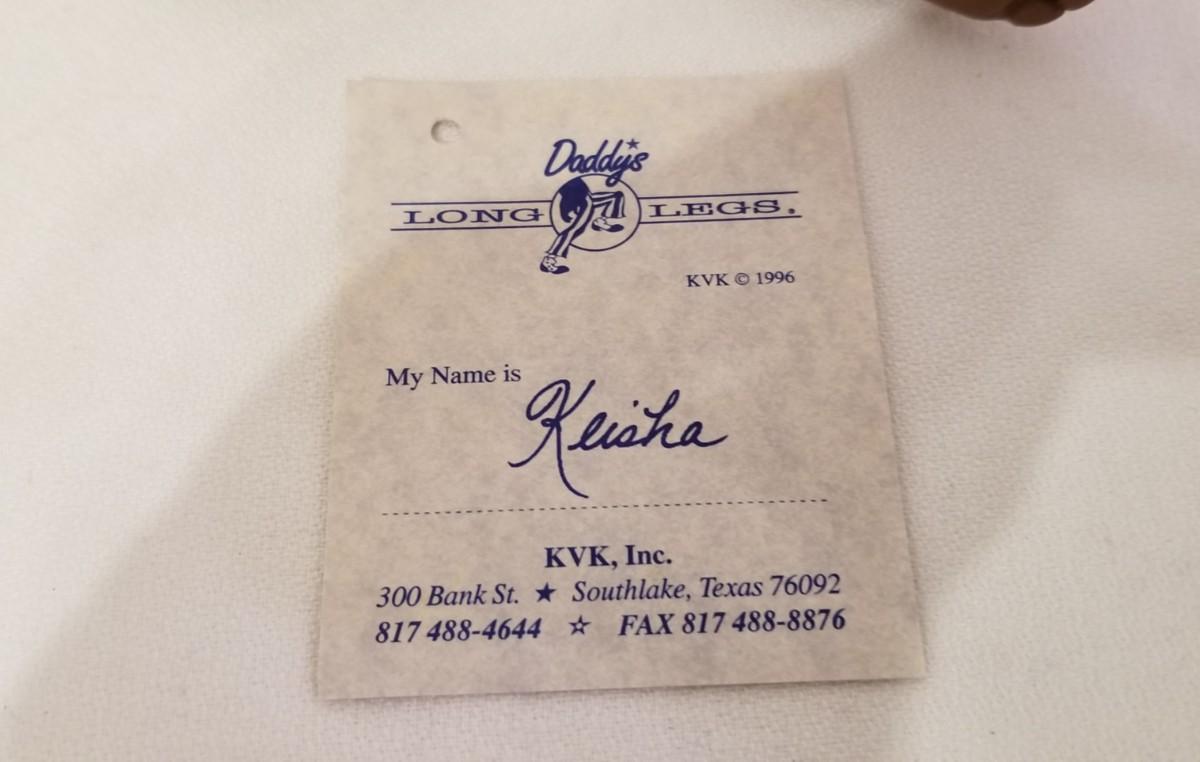 Daddy's
LONG LEGS.
KVK © 1996
My Name is Keisha
KVK, Inc.
300 Bank St. ★ Southlake, Texas 76092
817 488-4644 ☆ FAX 817 488-8876